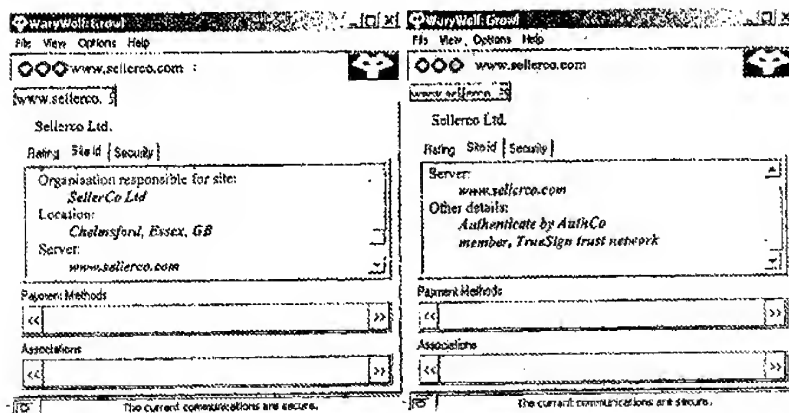 WaryWolf:Growl
File View Options Help
www.sellerco.com :
www.sellerco.
Sellerco Ltd.
Rating Site id Security
Organisation responsible for site:
SellerCo Ltd
Location:
Chelmsford, Essex, GB
Server:
www.sellerco.com
Payment Methods
<< >>
Associations
<< >>
The current communications are secure.
WaryWolf:Growl
File View Options Help
www.sellerco.com
www.sellerco.
Sellerco Ltd.
Rating Site id Security
Server:
www.sellerco.com
Other details:
Authenticate by AuthCo
member, TrueSign trust network
Payment Methods
<< >>
Associations
<< >>
The current communications are secure.